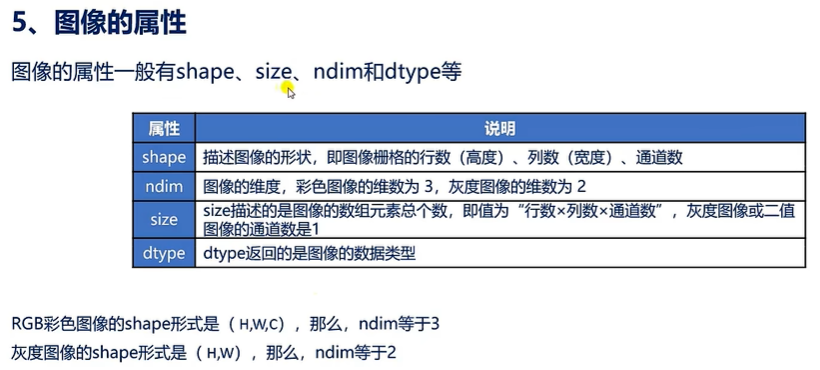 5、图像的属性
图像的属性一般有shape、size、ndim和dtype等
属性 说明
shape 描述图像的形状，即图像栅格的行数（高度）、列数（宽度）、通道数
ndim 图像的维度，彩色图像的维数为 3，灰度图像的维数为 2
size size描述的是图像的数组元素总个数，即值为“行数×列数×通道数”，灰度图像或二值
图像的通道数是1
dtype dtype返回的是图像的数据类型
RGB彩色图像的shape形式是（H,W,C），那么，ndim等于3
灰度图像的shape形式是（H,W），那么，ndim等于2